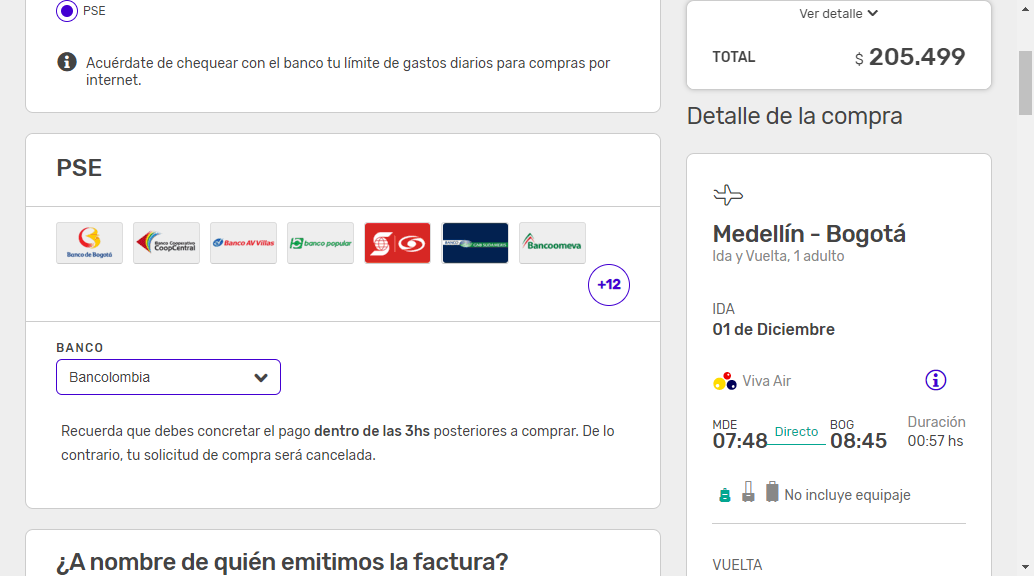 PSE
Acuérdate de chequear con el banco tu límite de gastos diarios para compras por
internet.
PSE
Banco de Bogotá
Banco Cooperativo
CoopCentral
Banco AV Villas
banco popular
BANCO
Bancoomeva
+12
BANCO
Bancolombia
Recuerda que debes concretar el pago dentro de las 3hs posteriores a comprar. De lo
contrario, tu solicitud de compra será cancelada.
¿A nombre de quién emitimos la factura?
Ver detalle
TOTAL $ 205.499
Detalle de la compra
Medellín - Bogotá
Ida y Vuelta, 1 adulto
IDA
01 de Diciembre
Viva Air
MDE BOG Duración
07:48 Directo 08:45 00:57 hs
No incluye equipaje
VUELTA